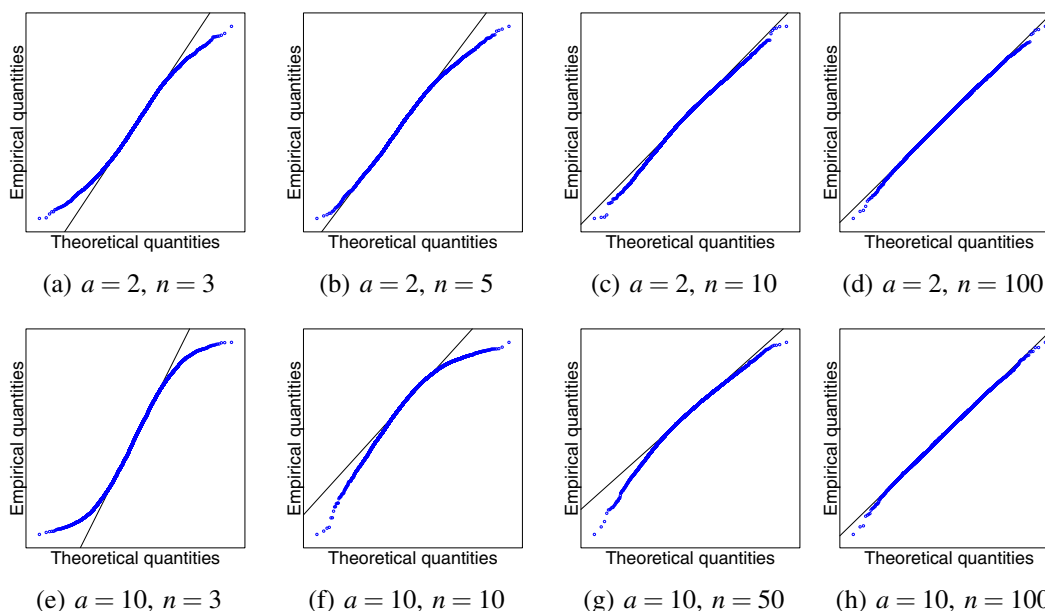 Empirical quantities
Theoretical quantities
(a) a = 2, n = 3
Empirical quantities
Theoretical quantities
(b) a = 2, n = 5
Empirical quantities
Theoretical quantities
(c) a = 2, n = 10
Empirical quantities
Theoretical quantities
(d) a = 2, n = 100
Empirical quantities
Theoretical quantities
(e) a = 10, n = 3
Empirical quantities
Theoretical quantities
(f) a = 10, n = 10
Empirical quantities
Theoretical quantities
(g) a = 10, n = 50
Empirical quantities
Theoretical quantities
(h) a = 10, n = 100